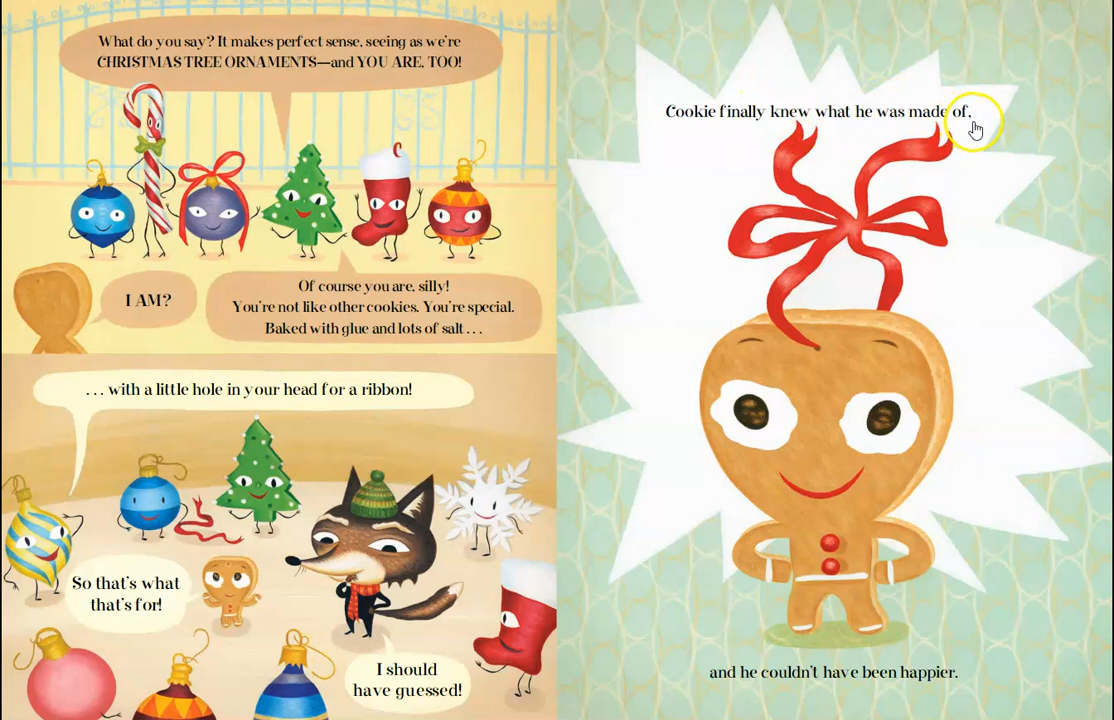 What do you say? It makes perfect sense, seeing as we're
CHRISTMAS TREE ORNAMENTS—and YOU ARE, TOO!
I AM?
Of course you are, silly!
You're not like other cookies. You're special.
Baked with glue and lots of salt . . .
. . . with a little hole in your head for a ribbon!
So that's what
that's for!
I should
have guessed!
Cookie finally knew what he was made of,
and he couldn't have been happier.